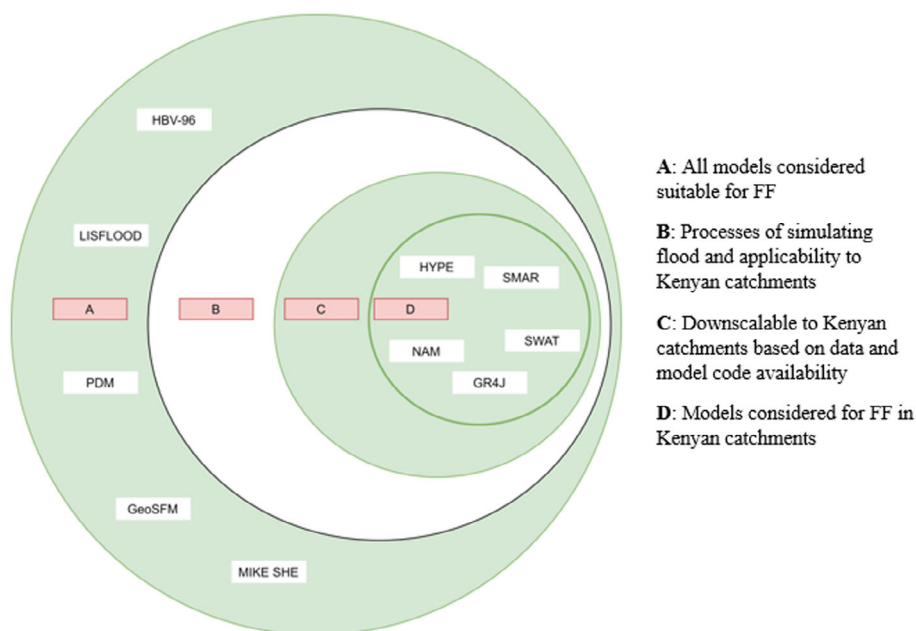 HBV-96
LISFLOOD
A
B
C
D
HYPE
SMAR
SWAT
NAM
GR4J
PDM
GeoSFM
MIKE SHE
A: All models considered
suitable for FF
B: Processes of simulating
flood and applicability to
Kenyan catchments
C: Downscalable to Kenyan
catchments based on data and
model code availability
D: Models considered for FF in
Kenyan catchments